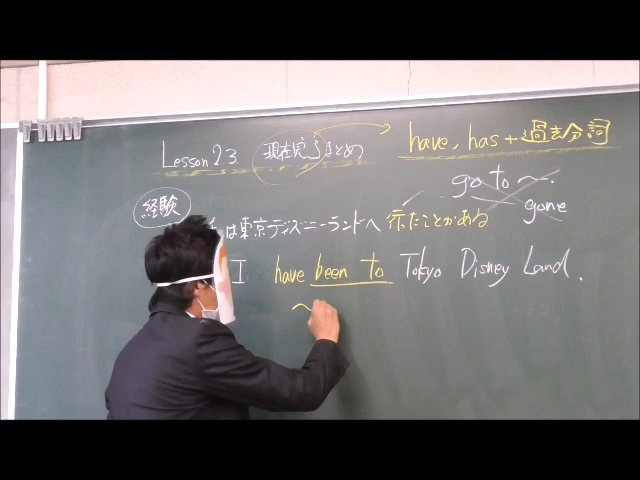 Lesson 23 現在完了まとめ
have, has + 過去分詞
go to ~.
gone
経験
は東京ディズニーランドへ 行ったことがある
I have been to Tokyo Disney Land.
~